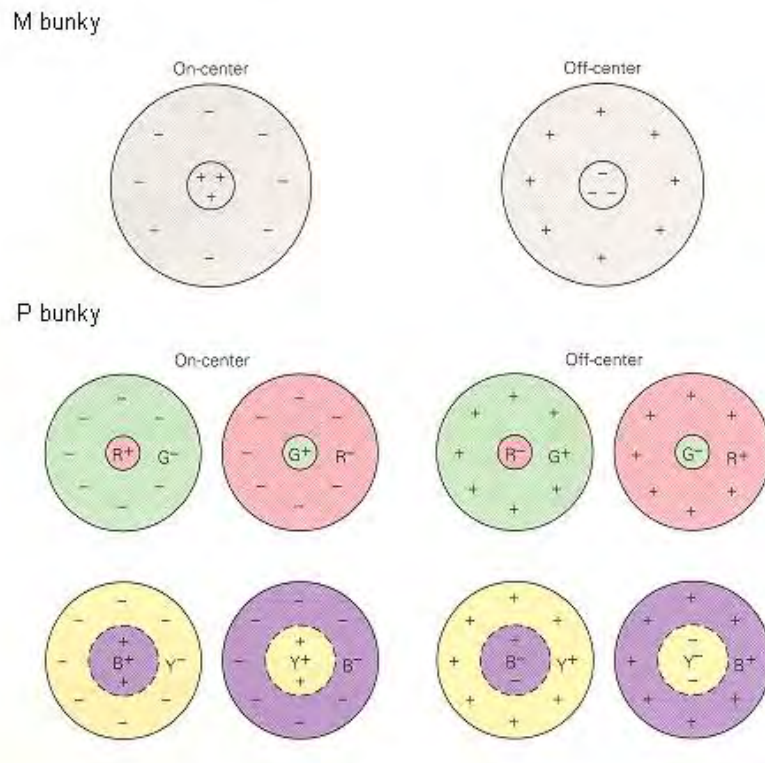 M bunky
On-center Off-center
− − − − − − − −
+ + +
+ + + + + + + +
− − −
P bunky
On-center Off-center
− − − − − − − −
R+ G−
− − − − − − − −
G+ R−
+ + + + + + + +
R− G+
+ + + + + + + +
G− R+
− − − − − − − −
+ B+ + Y−
− − − − − − − −
+ Y+ + B−
+ + + + + + + +
− B− − Y+
+ + + + + + + +
− Y− − B+